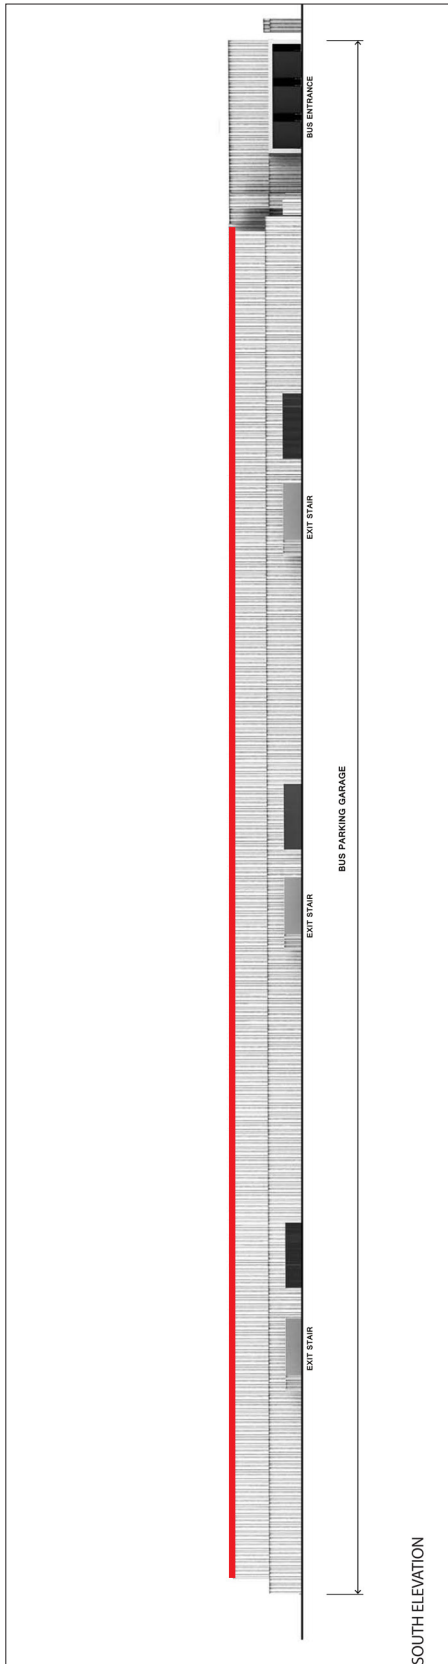 BUS ENTRANCE
EXIT STAIR
BUS PARKING GARAGE
EXIT STAIR
EXIT STAIR
SOUTH ELEVATION